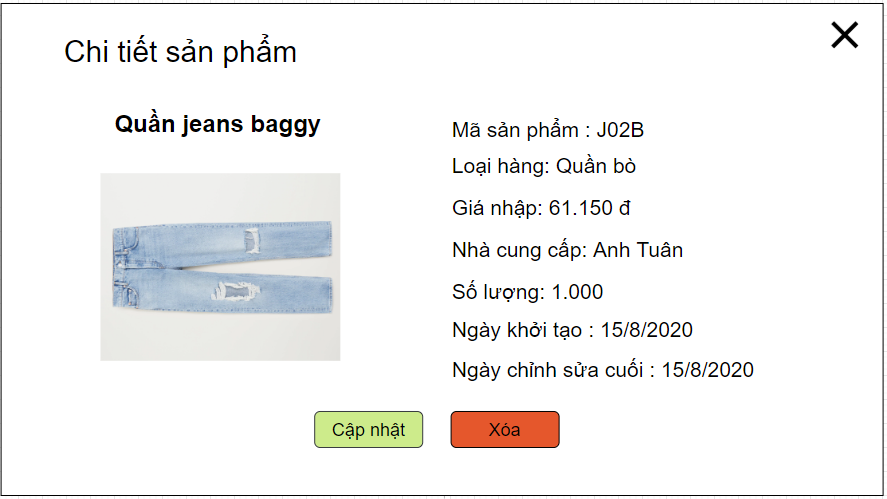 Chi tiết sản phẩm
Quần jeans baggy
Mã sản phẩm : J02B
Loại hàng: Quần bò
Giá nhập: 61.150 đ
Nhà cung cấp: Anh Tuân
Số lượng: 1.000
Ngày khởi tạo : 15/8/2020
Ngày chỉnh sửa cuối : 15/8/2020
Cập nhật
Xóa